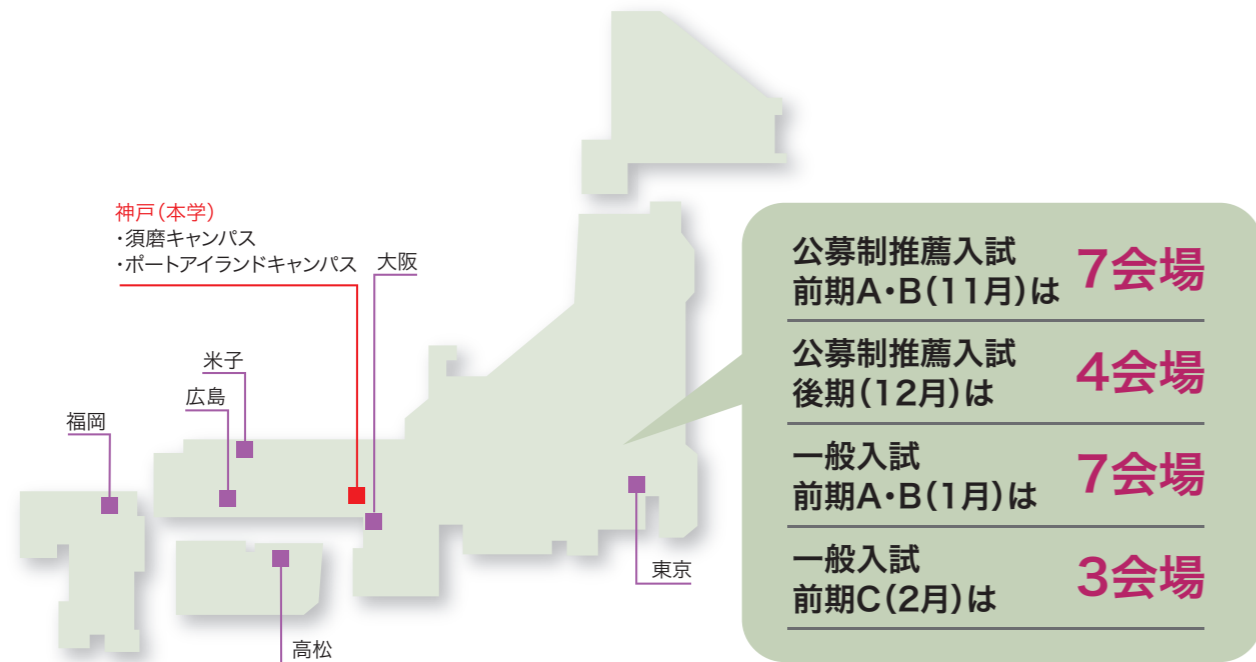 神戸（本学）
・須磨キャンパス
・ポートアイランドキャンパス
大阪
米子
広島
福岡
東京
高松
公募制推薦入試
前期A・B（11月）は
7会場
公募制推薦入試
後期（12月）は
4会場
一般入試
前期A・B（1月）は
7会場
一般入試
前期C（2月）は
3会場